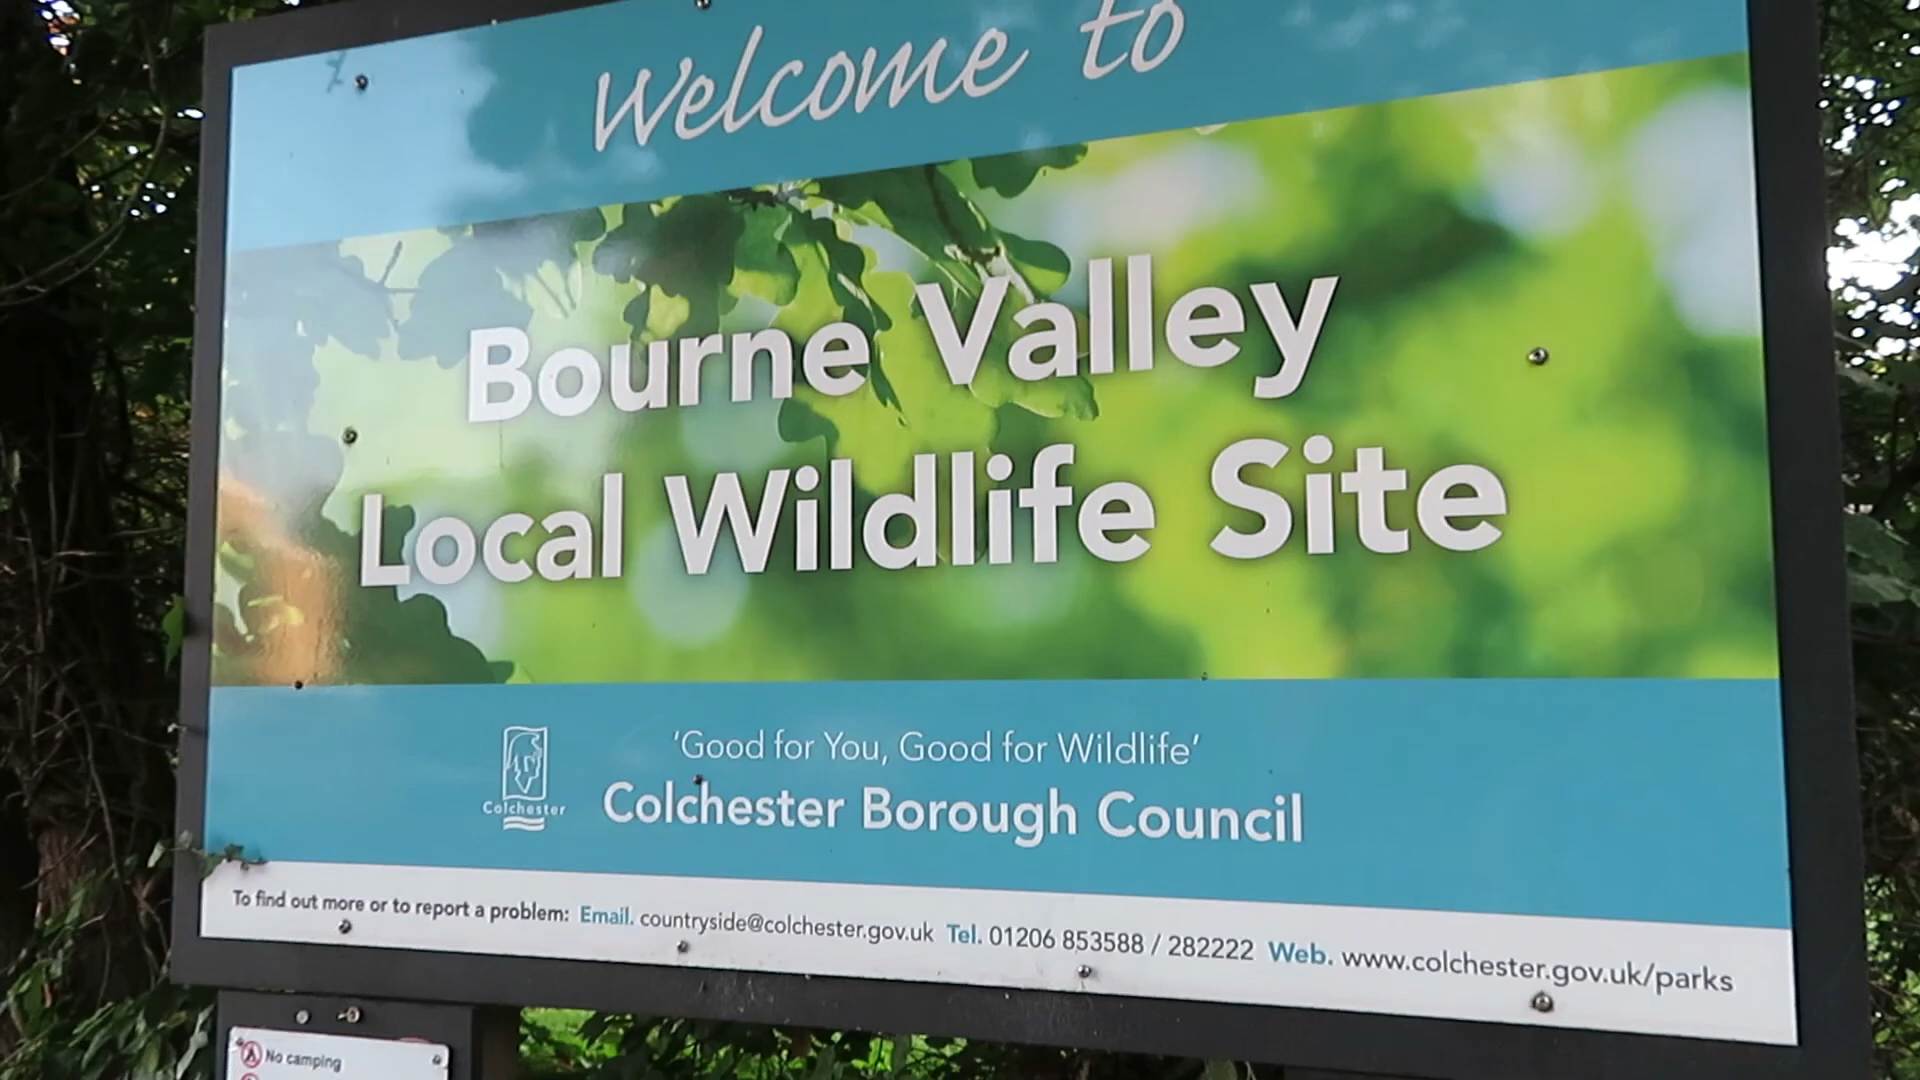 Welcome to
Bourne Valley
Local Wildlife Site
'Good for You, Good for Wildlife'
Colchester
Colchester Borough Council
To find out more or to report a problem: Email. countryside@colchester.gov.uk Tel. 01206 853588 / 282222 Web. www.colchester.gov.uk/parks
No camping